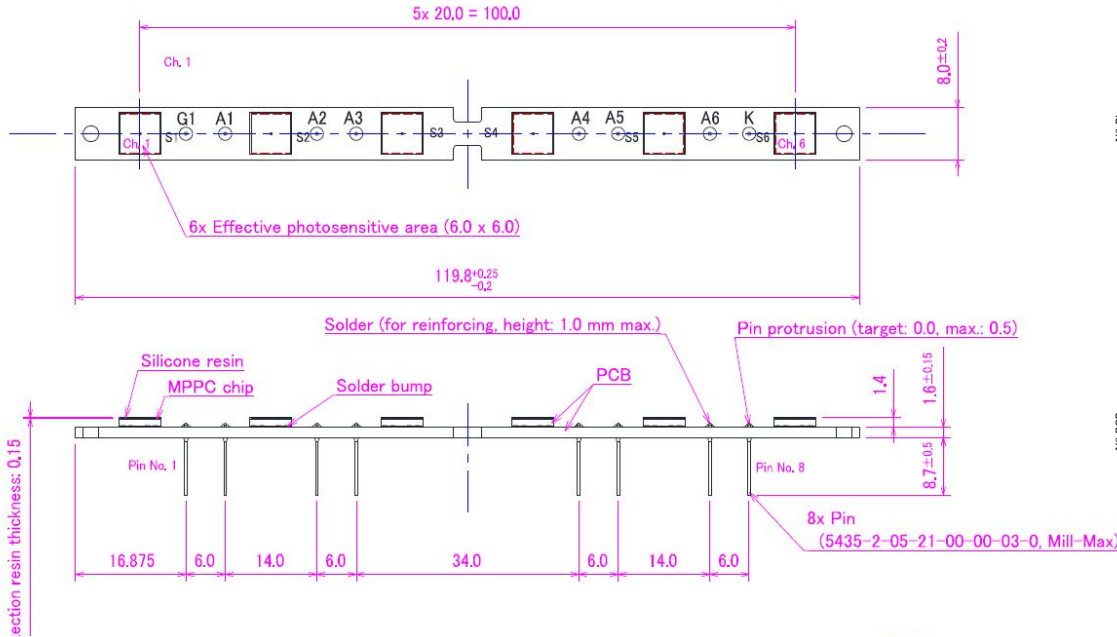 5x 20.0 = 100.0
Ch. 1
8.0±0.2
G1 A1 A2 A3 A4 A5 A6 K
S1 S2 S3 S4 S5 S6
Ch. 1 Ch. 6
6x Effective photosensitive area (6.0 x 6.0)
119.8+0.25
-0.2
Solder (for reinforcing, height: 1.0 mm max.)
Pin protrusion (target: 0.0, max.: 0.5)
Silicone resin
MPPC chip
Solder bump
PCB
1.4
1.6±0.15
Pin No. 1
Pin No. 8
8.7±0.5
8x Pin
(5435-2-05-21-00-00-03-0, Mill-Max)
16.875 6.0 14.0 6.0 34.0 6.0 14.0 6.0
resin thickness: 0.15